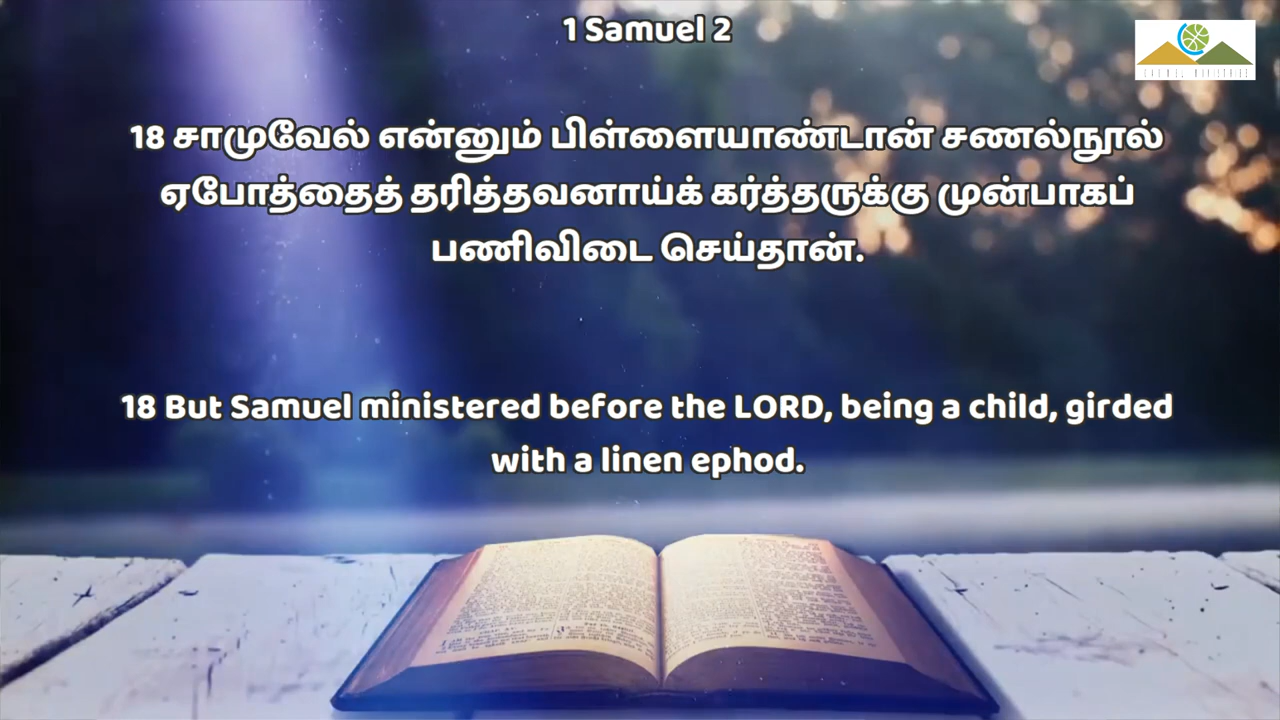 1 Samuel 2
18 சாமுவேல் என்னும் பிள்ளையாண்டான் சணல்நூல்
ஏபோத்தைத் தரித்தவனாய்க் கர்த்தருக்கு முன்பாகப்
பணிவிடை செய்தான்.
18 But Samuel ministered before the LORD, being a child, girded
with a linen ephod.